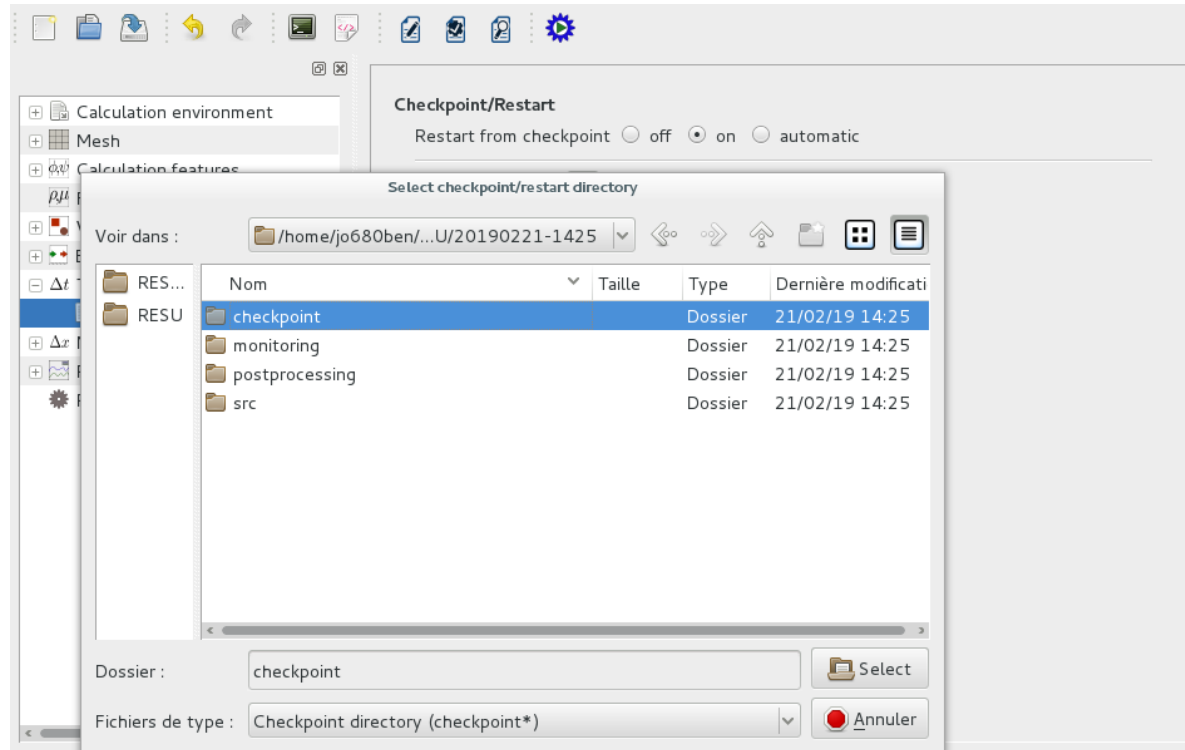 Checkpoint/Restart
Restart from checkpoint off on automatic
Calculation environment
Mesh
Calculation features
Select checkpoint/restart directory
Voir dans :
/home/jo680ben/...U/20190221-1425
RES...
RESU
Nom Taille Type Dernière modificati
checkpoint Dossier 21/02/19 14:25
monitoring Dossier 21/02/19 14:25
postprocessing Dossier 21/02/19 14:25
src Dossier 21/02/19 14:25
Dossier : checkpoint Select
Fichiers de type : Checkpoint directory (checkpoint*) Annuler